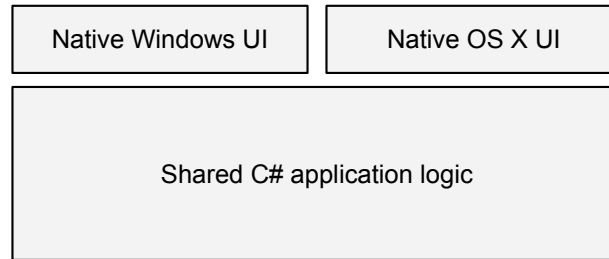 Native Windows UI
Native OS X UI
Shared C# application logic